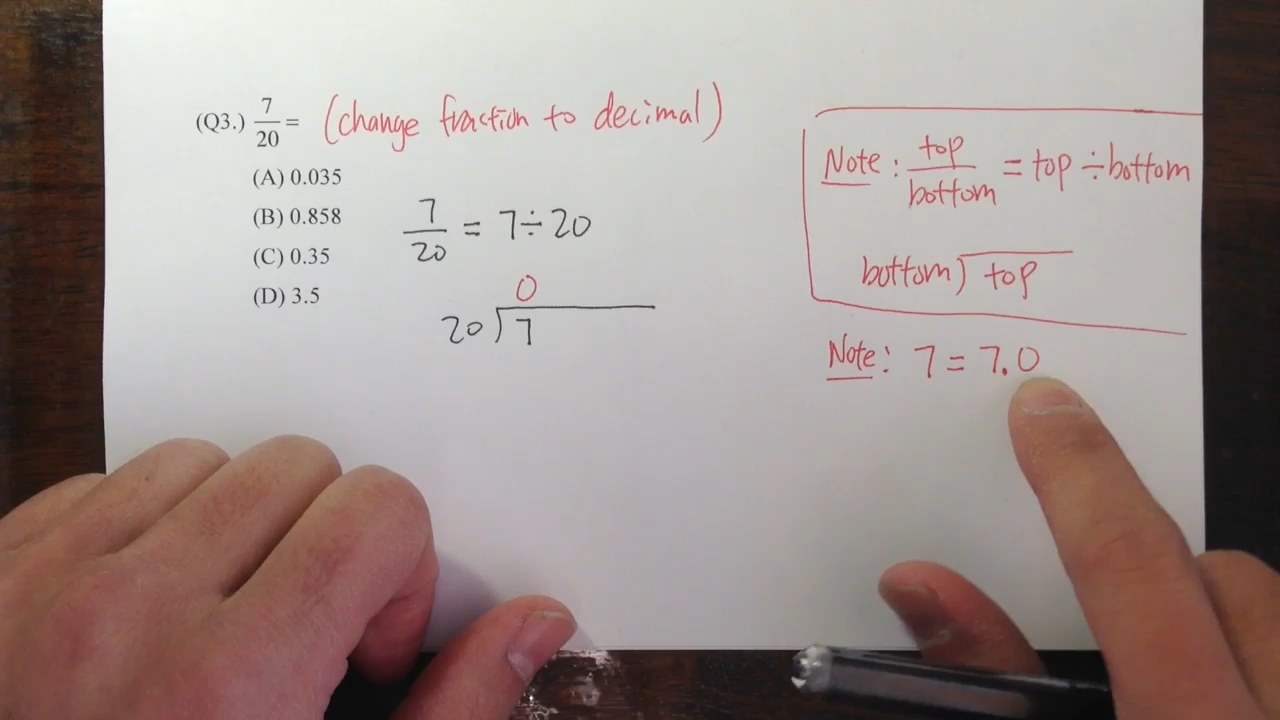 (Q3.) 7/20 = (change fraction to decimal)
(A) 0.035
(B) 0.858
(C) 0.35
(D) 3.5
7/20 = 7÷20
0
20)7
Note: top/bottom = top ÷ bottom
bottom)top
Note: 7 = 7.0